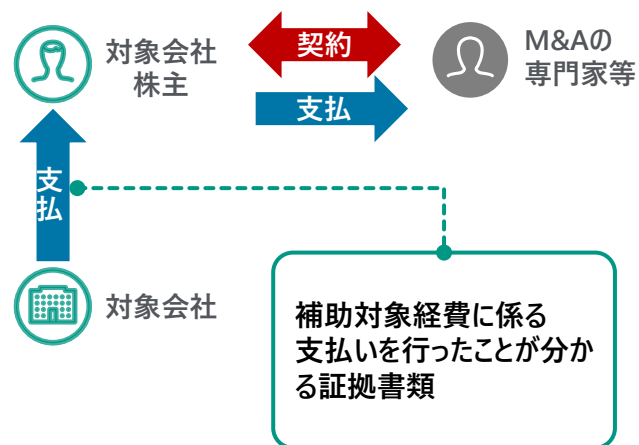 対象会社
株主
契約
支払
M&Aの
専門家等
支払
対象会社
補助対象経費に係る
支払いを行ったことが分か
る証拠書類